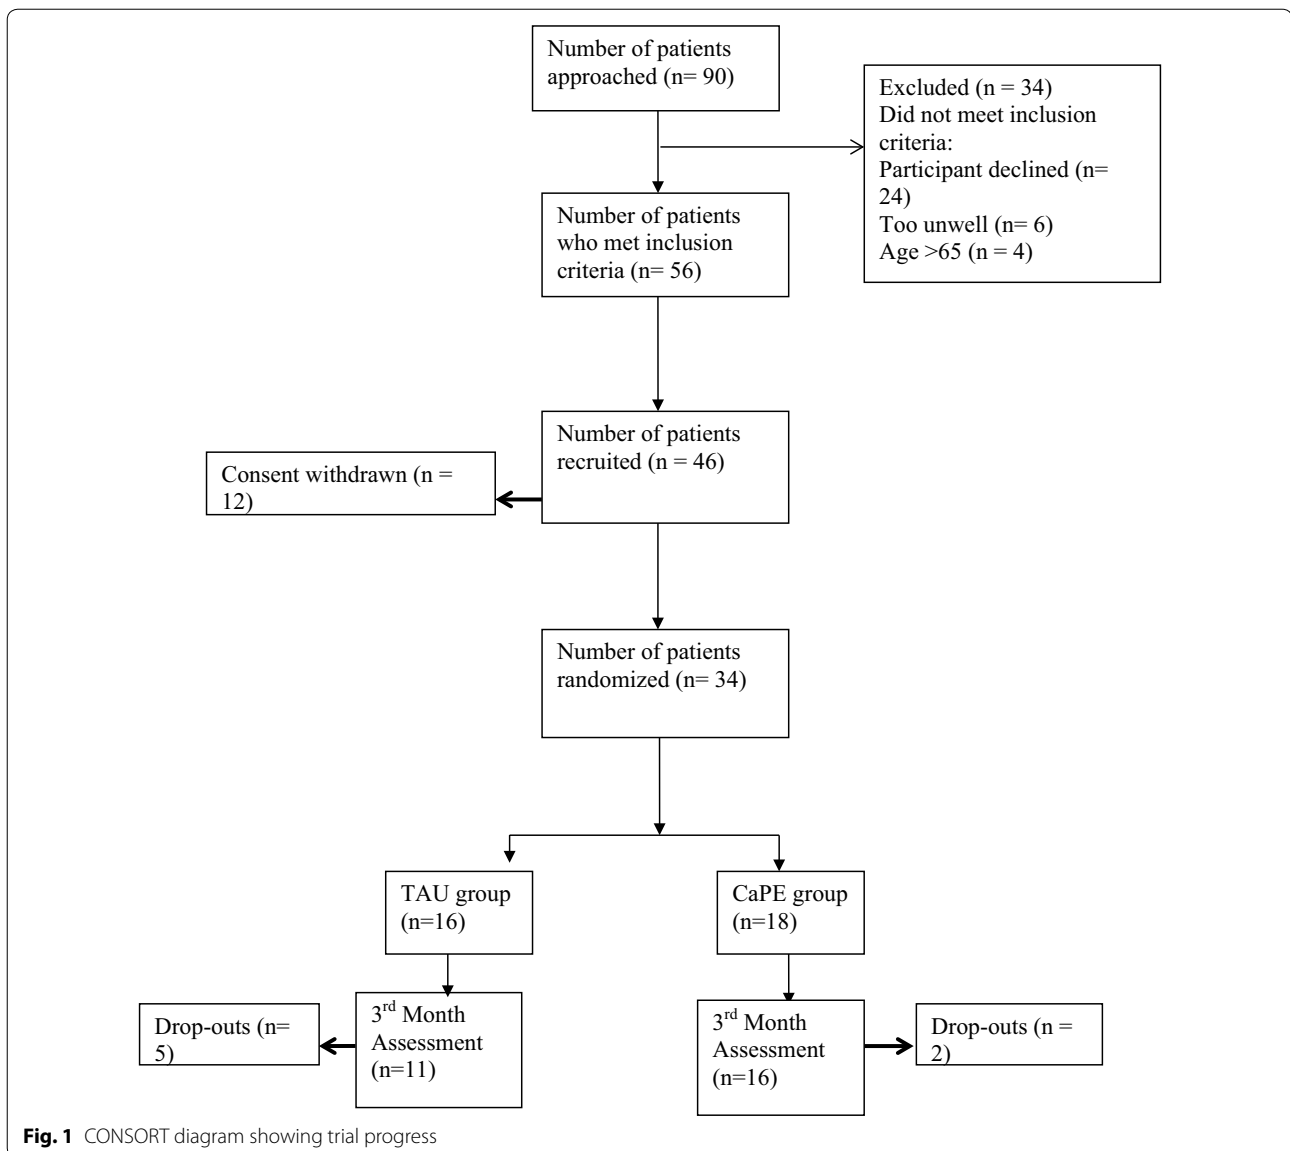 Number of patients
approached (n= 90)
Excluded (n = 34)
Did not meet inclusion
criteria:
Participant declined (n=
24)
Too unwell (n= 6)
Age >65 (n = 4)
Number of patients
who met inclusion
criteria (n= 56)
Number of patients
recruited (n = 46)
Consent withdrawn (n =
12)
Number of patients
randomized (n= 34)
TAU group
(n=16)
CaPE group
(n=18)
Drop-outs (n=
5)
3rd Month
Assessment
(n=11)
3rd Month
Assessment
(n=16)
Drop-outs (n =
2)
Fig. 1 CONSORT diagram showing trial progress